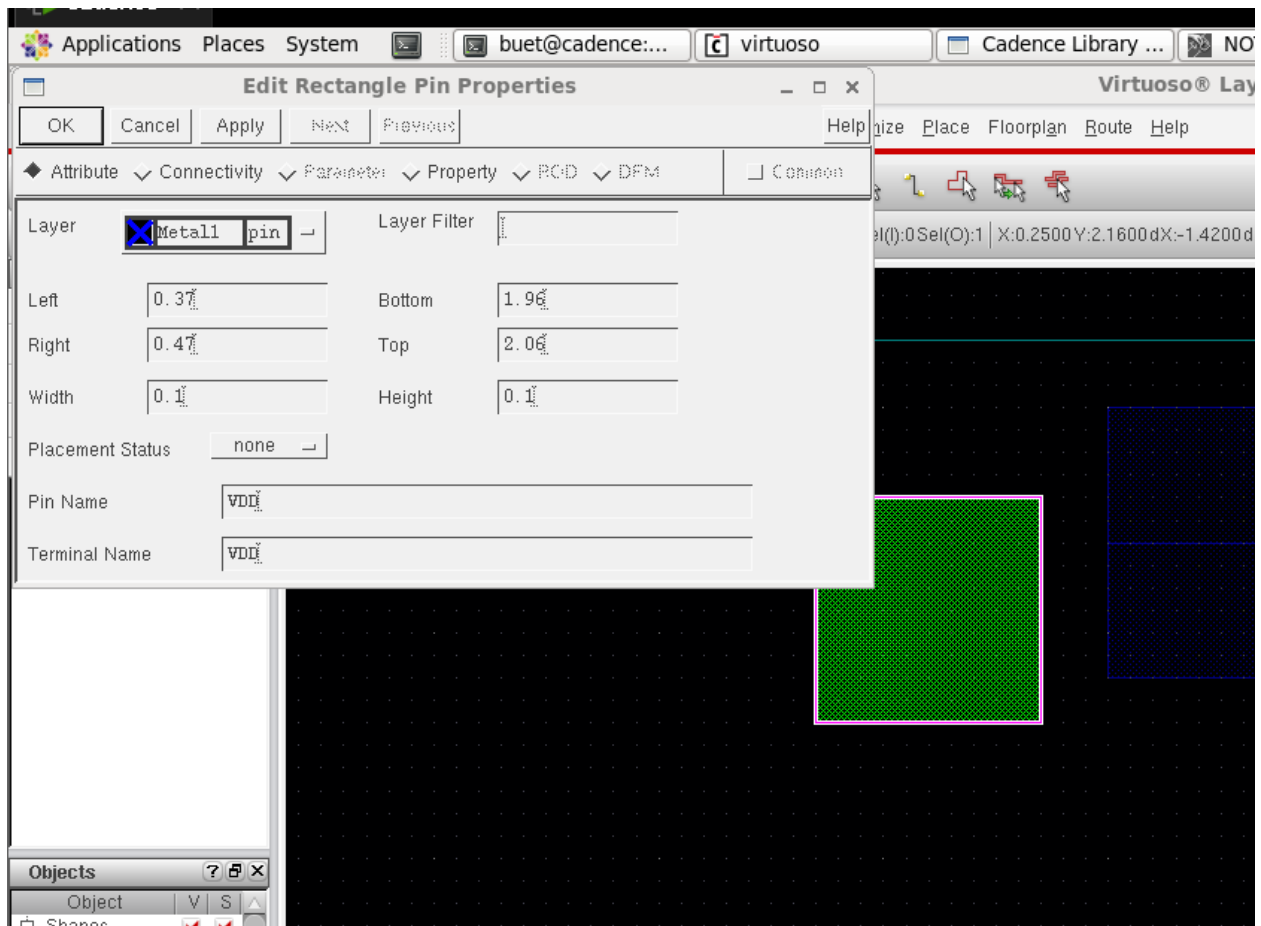 Applications Places System buet@cadence:... virtuoso Cadence Library ... NO
Edit Rectangle Pin Properties
Virtuoso® Lay
OK Cancel Apply Next Previous Help
nize Place Floorplan Route Help
Attribute Connectivity Parameter Property ROD DFM Common
el(I):0 Sel(O):1 X:0.2500 Y:2.1600 dX:-1.4200 d
Layer Metal1 pin Layer Filter
Left 0.37 Bottom 1.96
Right 0.47 Top 2.06
Width 0.1 Height 0.1
Placement Status none
Pin Name VDD
Terminal Name VDD
Objects
Object V S
Shapes